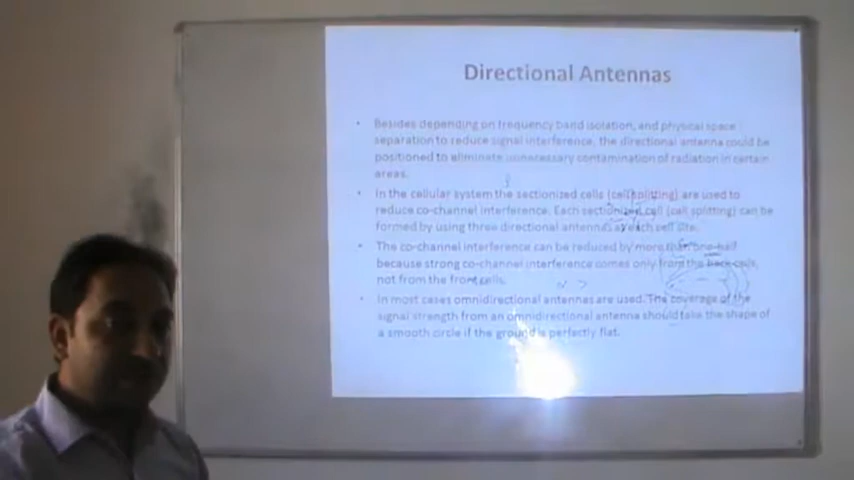 Directional Antennas
• Besides depending on frequency band isolation, and physical space
separation to reduce signal interference, the directional antenna could be
positioned to eliminate unnecessary contamination of radiation in certain
areas.
• In the cellular system the sectionized cells (cell splitting) are used to
reduce co-channel interference. Each sectionized cell (cell splitting) can be
formed by using three directional antennas at each cell site.
• The co-channel interference can be reduced by more than one-half
because strong co-channel interference comes only from the back cells,
not from the front cells.
• In most cases omnidirectional antennas are used. The coverage of the
signal strength from an omnidirectional antenna should take the shape of
a smooth circle if the ground is perfectly flat.